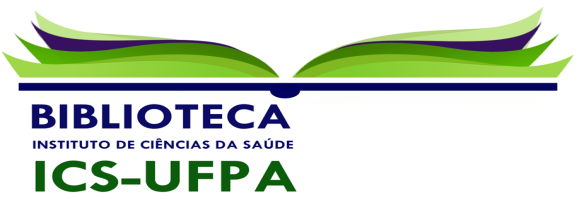 BIBLIOTECA
INSTITUTO DE CIÊNCIAS DA SAÚDE
ICS-UFPA